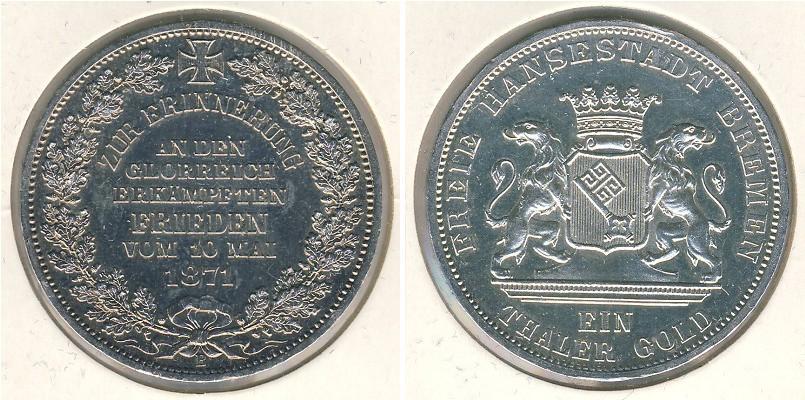 ZUR ERINNERUNG
AN DEN
GLORREICH
ERKÄMPFTEN
FRIEDEN
VOM 10 MAI
1871
B
FREIE HANSESTADT BREMEN
EIN
THALER GOLD